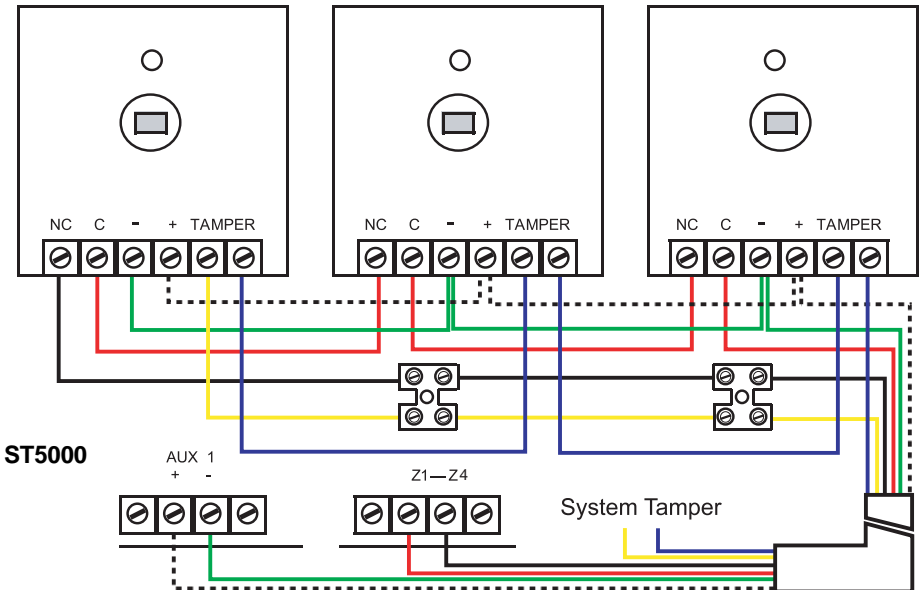 NC C - + TAMPER NC C - + TAMPER NC C - + TAMPER
ST5000
AUX 1
+ -
Z1—Z4
System Tamper